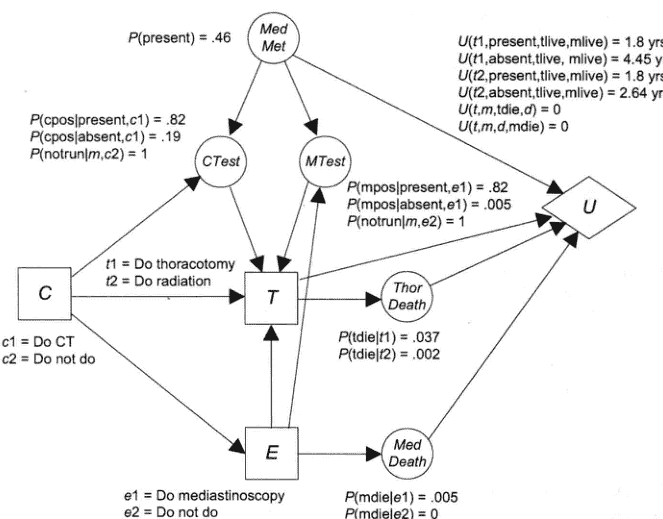 Med
Met
P(present) = .46
U(t1,present,tlive,mlive) = 1.8 yrs
U(t1,absent,tlive, mlive) = 4.45 y
U(t2,present,tlive,mlive) = 1.8 yrs
U(t2,absent,tlive,mlive) = 2.64 yr
U(t,m,tdie,d) = 0
U(t,m,d,mdie) = 0
P(cpos|present,c1) = .82
P(cpos|absent,c1) = .19
P(notrun|m,c2) = 1
CTest
MTest
P(mpos|present,e1) = .82
P(mpos|absent,e1) = .005
P(notrun|m,e2) = 1
U
t1 = Do thoracotomy
t2 = Do radiation
C
T
Thor
Death
c1 = Do CT
c2 = Do not do
P(tdie|t1) = .037
P(tdie|t2) = .002
E
Med
Death
e1 = Do mediastinoscopy
e2 = Do not do
P(mdie|e1) = .005
P(mdie|e2) = 0